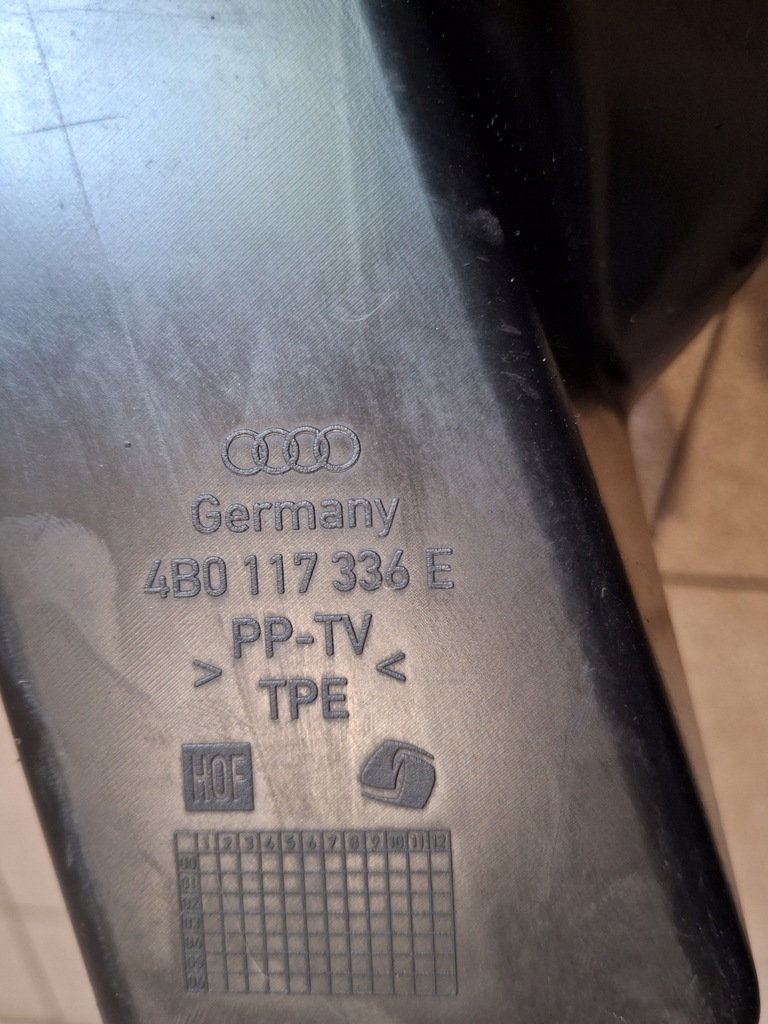 Germany
4B0 117 336 E
PP-TV
> <
TPE
HOF
1 2 3 4 5 6 7 8 9 10 11 12